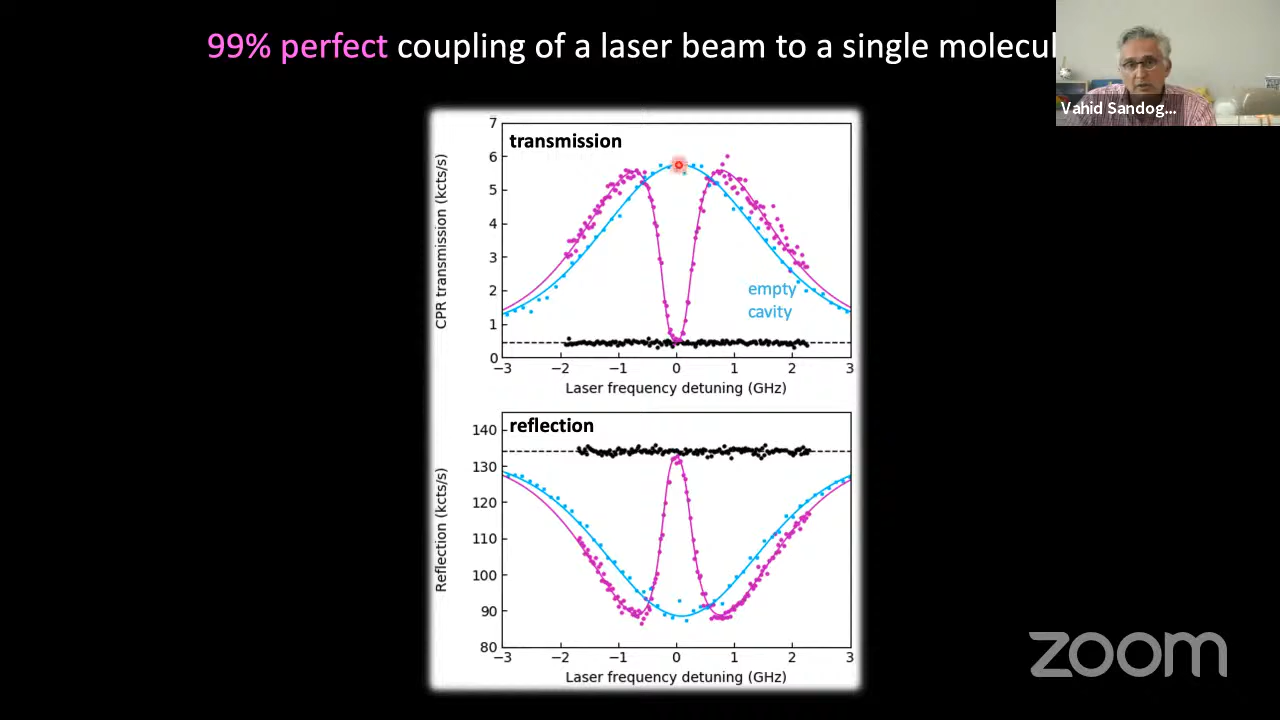 99% perfect coupling of a laser beam to a single molecul
Vahid Sandog...
transmission
7
6
5
4
3
2
1
0
CPR transmission (kcts/s)
empty
cavity
−3 −2 −1 0 1 2 3
Laser frequency detuning (GHz)
reflection
140
130
120
110
100
90
80
Reflection (kcts/s)
−3 −2 −1 0 1 2 3
Laser frequency detuning (GHz)
zoom